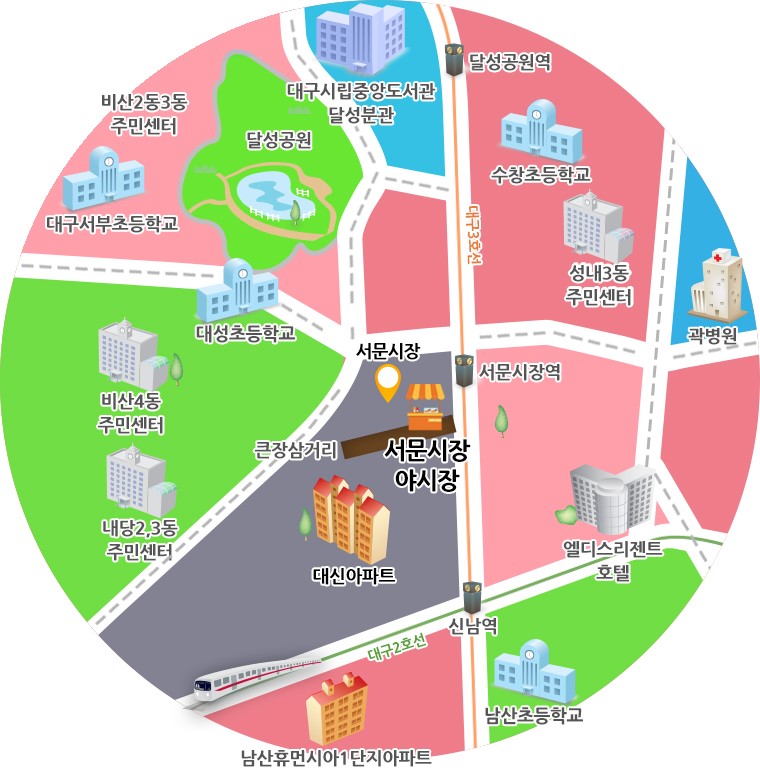 대구시립중앙도서관
달성분관
달성공원역
비산2동3동
주민센터
달성공원
수창초등학교
대구서부초등학교
대구3호선
성내3동
주민센터
대성초등학교
곽병원
서문시장
서문시장역
비산4동
주민센터
큰장삼거리
서문시장
야시장
내당2,3동
주민센터
엘디스리젠트
호텔
대신아파트
신남역
대구2호선
남산초등학교
남산휴먼시아1단지아파트